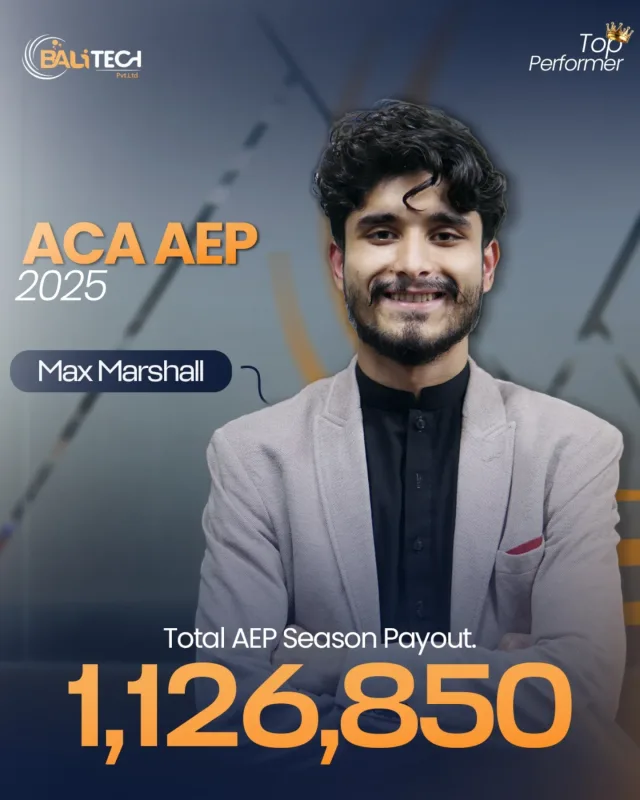 BALiTECH
Pvt.Ltd
Top
Performer
ACA AEP
2025
Max Marshall
Total AEP Season Payout.
1,126,850